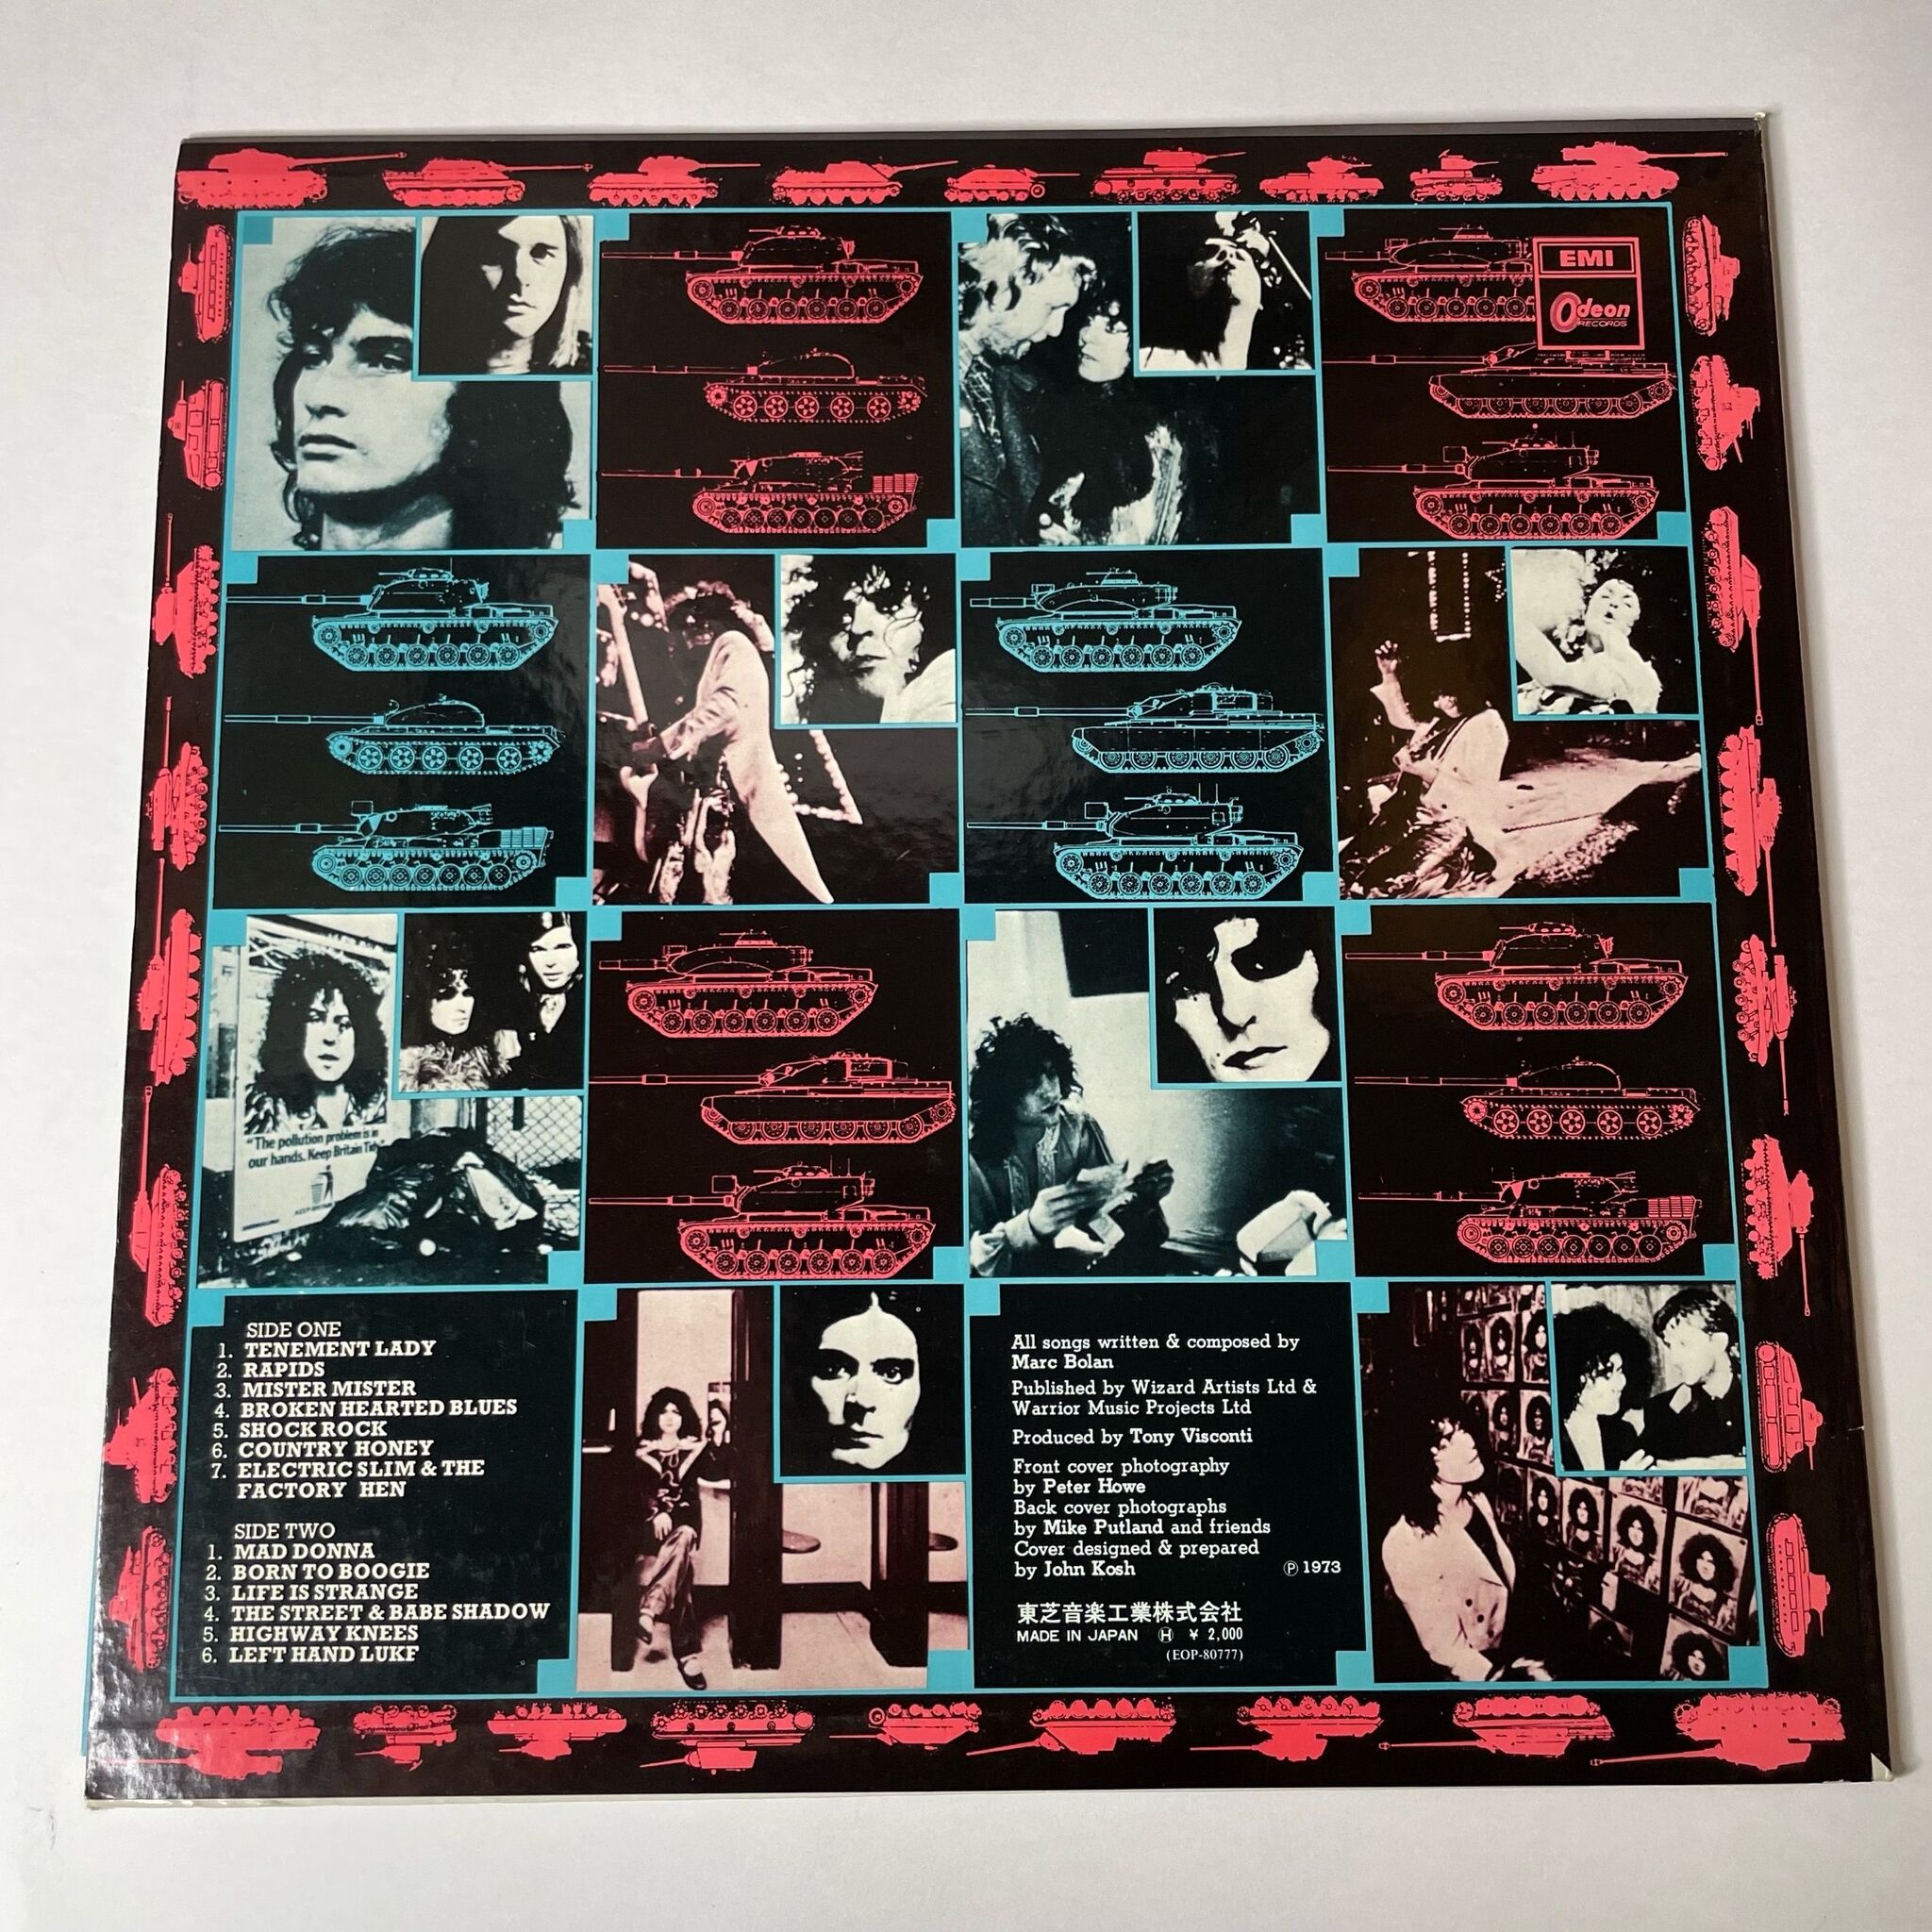 EMI
Odeon
RECORDS
"The pollution problem is in
our hands. Keep Britain Tidy
SIDE ONE
1. TENEMENT LADY
2. RAPIDS
3. MISTER MISTER
4. BROKEN HEARTED BLUES
5. SHOCK ROCK
6. COUNTRY HONEY
7. ELECTRIC SLIM & THE
FACTORY HEN
SIDE TWO
1. MAD DONNA
2. BORN TO BOOGIE
3. LIFE IS STRANGE
4. THE STREET & BABE SHADOW
5. HIGHWAY KNEES
6. LEFT HAND LUKE
All songs written & composed by
Marc Bolan
Published by Wizard Artists Ltd &
Warrior Music Projects Ltd
Produced by Tony Visconti
Front cover photography
by Peter Howe
Back cover photographs
by Mike Putland and friends
Cover designed & prepared
by John Kosh ℗ 1973
東芝音楽工業株式会社
MADE IN JAPAN Ⓗ ¥ 2,000
(EOP-80777)